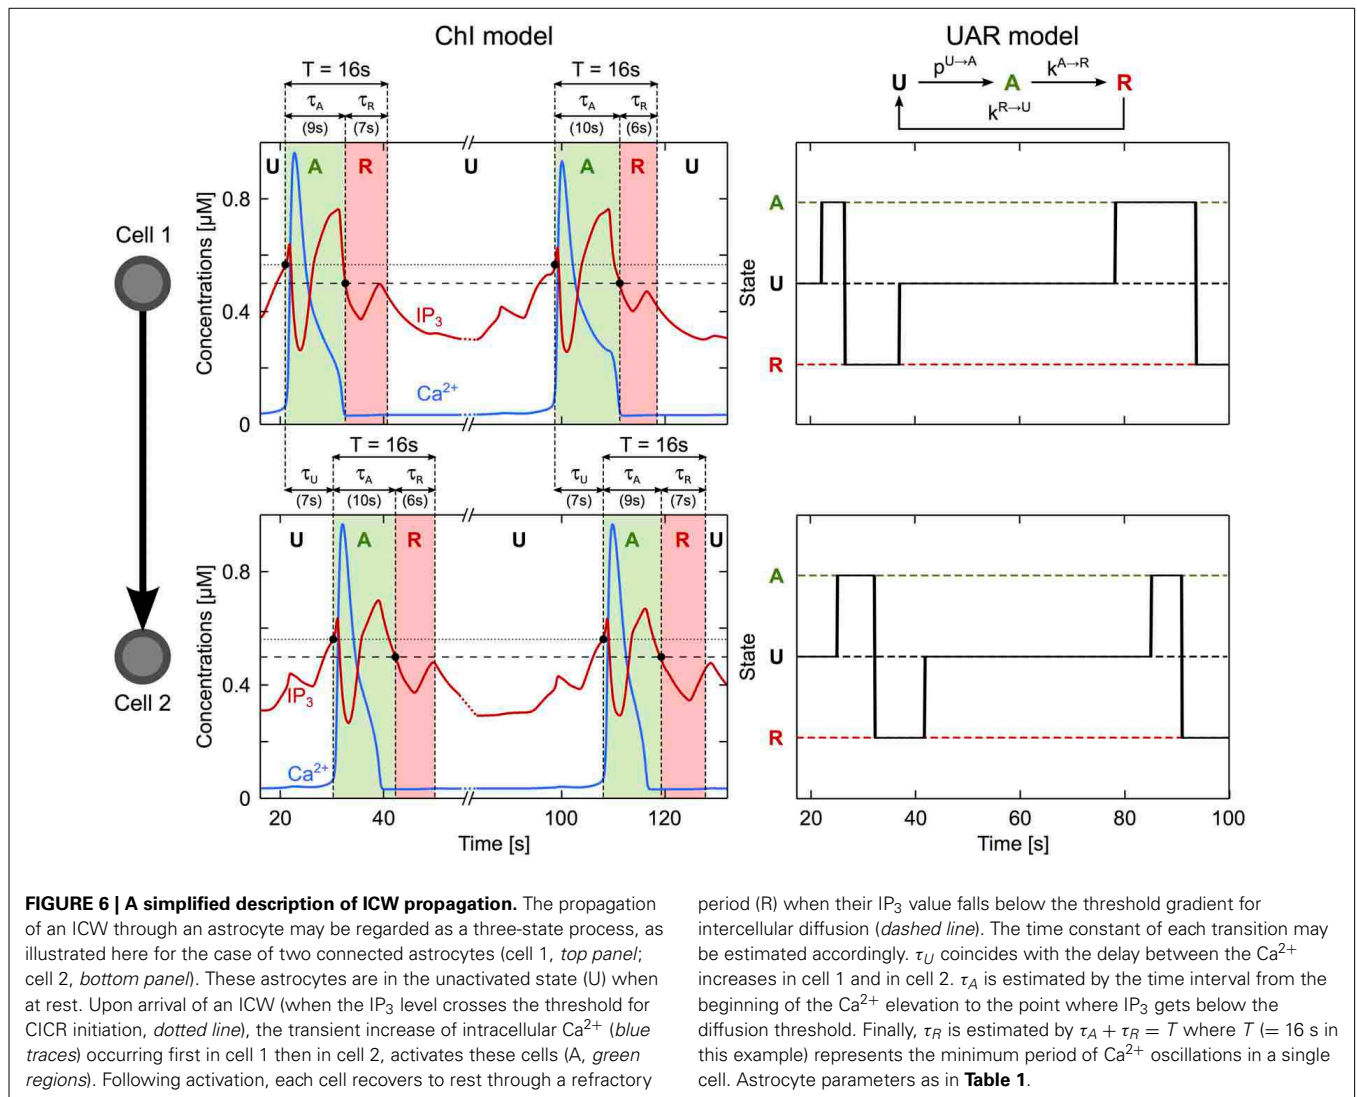 ChI model
UAR model
T = 16s
T = 16s
τA
τR
τA
τR
(9s)
(7s)
(10s)
(6s)
U
pU→A
A
kA→R
R
kR→U
Cell 1
Concentrations [µM]
0.8
0.4
0
U
A
R
U
A
R
U
IP3
Ca2+
State
A
U
R
T = 16s
T = 16s
τU
τA
τR
τU
τA
τR
(7s)
(10s)
(6s)
(7s)
(9s)
(7s)
Cell 2
Concentrations [µM]
0.8
0.4
0
U
A
R
U
A
R
U
IP3
Ca2+
20
40
100
120
Time [s]
State
A
U
R
20
40
60
80
100
Time [s]
FIGURE 6 | A simplified description of ICW propagation. The propagation
of an ICW through an astrocyte may be regarded as a three-state process, as
illustrated here for the case of two connected astrocytes (cell 1, top panel;
cell 2, bottom panel). These astrocytes are in the unactivated state (U) when
at rest. Upon arrival of an ICW (when the IP3 level crosses the threshold for
CICR initiation, dotted line), the transient increase of intracellular Ca2+ (blue
traces) occurring first in cell 1 then in cell 2, activates these cells (A, green
regions). Following activation, each cell recovers to rest through a refractory
period (R) when their IP3 value falls below the threshold gradient for
intercellular diffusion (dashed line). The time constant of each transition may
be estimated accordingly. τU coincides with the delay between the Ca2+
increases in cell 1 and in cell 2. τA is estimated by the time interval from the
beginning of the Ca2+ elevation to the point where IP3 gets below the
diffusion threshold. Finally, τR is estimated by τA + τR = T where T (= 16 s in
this example) represents the minimum period of Ca2+ oscillations in a single
cell. Astrocyte parameters as in Table 1.